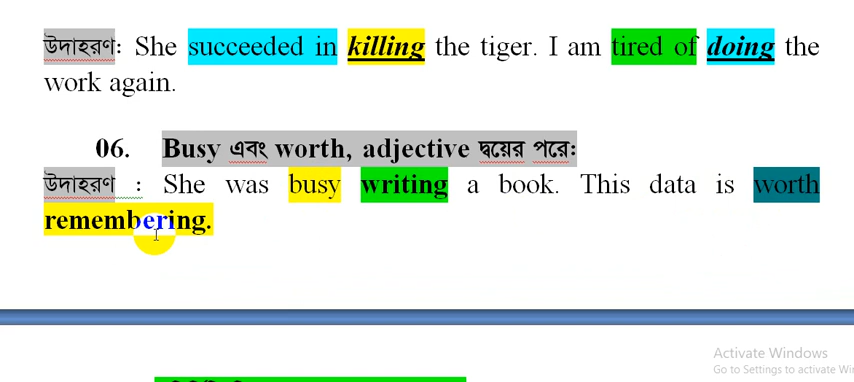 উদাহরণ: She succeeded in killing the tiger. I am tired of doing the
work again.
06. Busy এবং worth, adjective দ্বয়ের পরে:
উদাহরণ : She was busy writing a book. This data is worth
remembering.
Activate Windows
Go to Settings to activate Wi